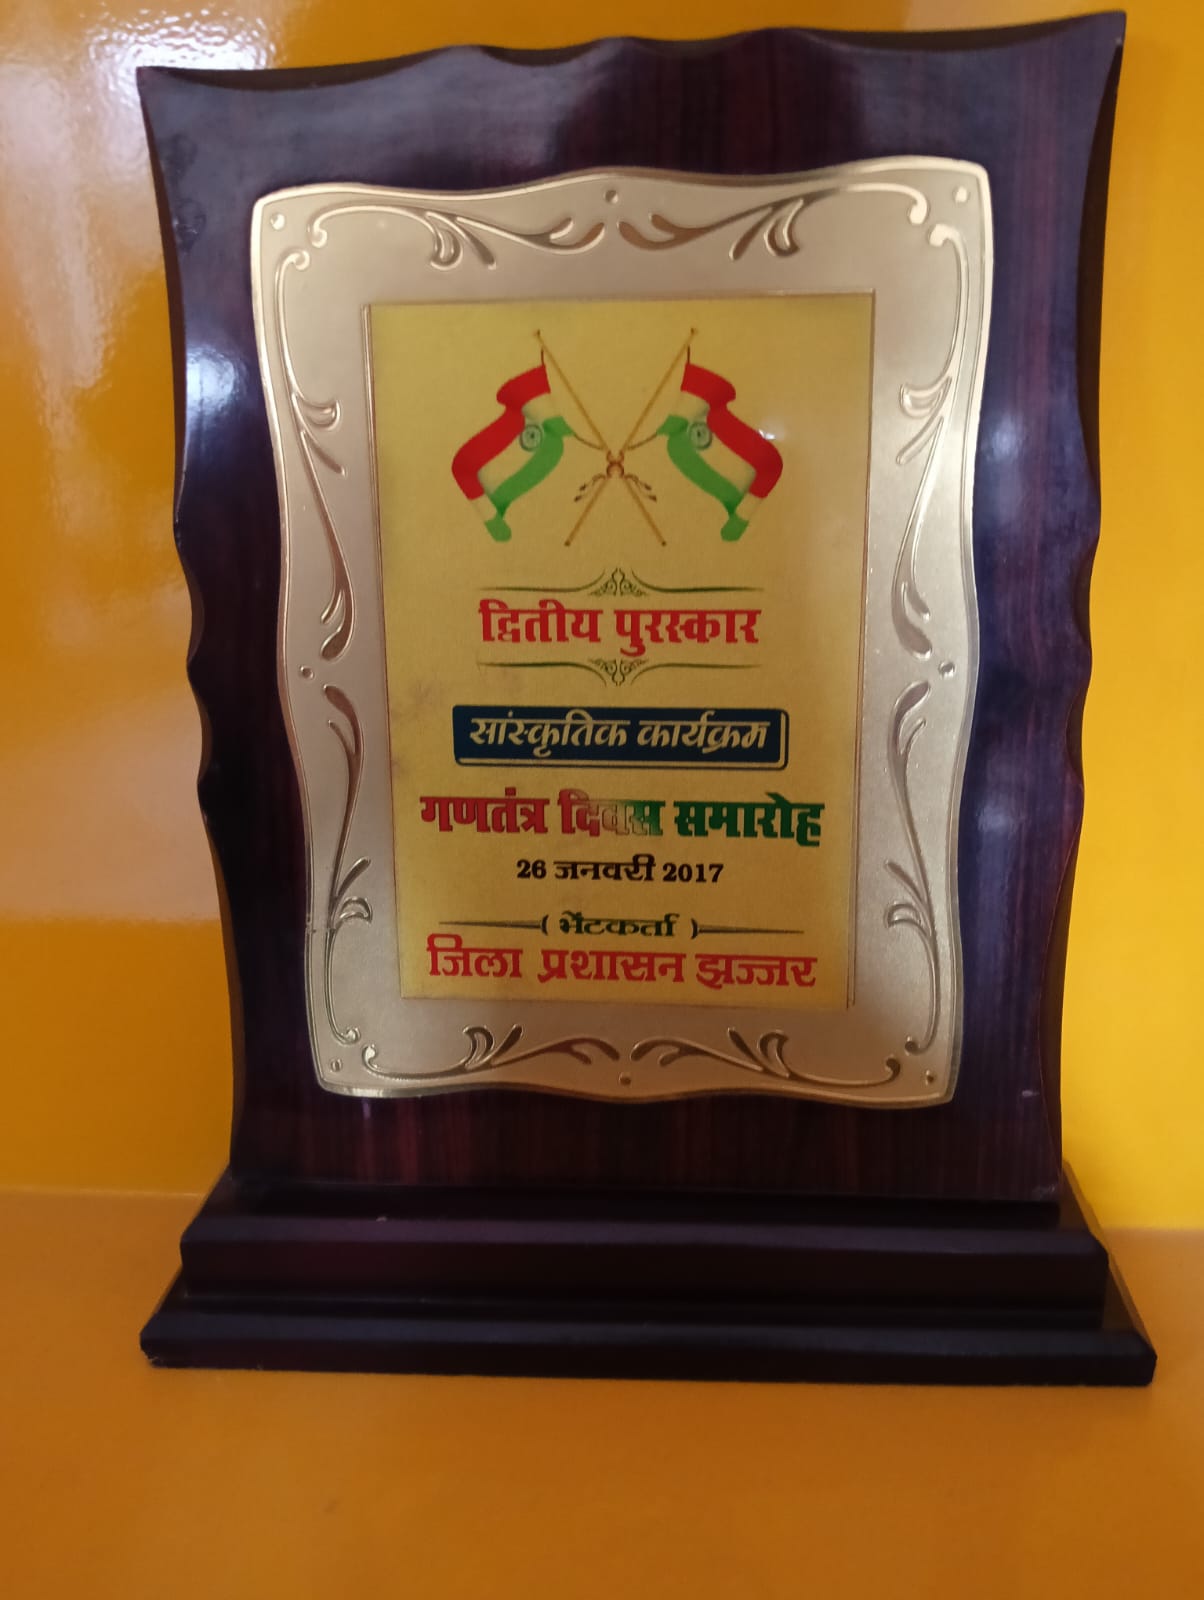 द्वितीय पुरस्कार
सांस्कृतिक कार्यक्रम
गणतंत्र दिवस समारोह
26 जनवरी 2017
( भेंटकर्ता )
जिला प्रशासन झज्जर